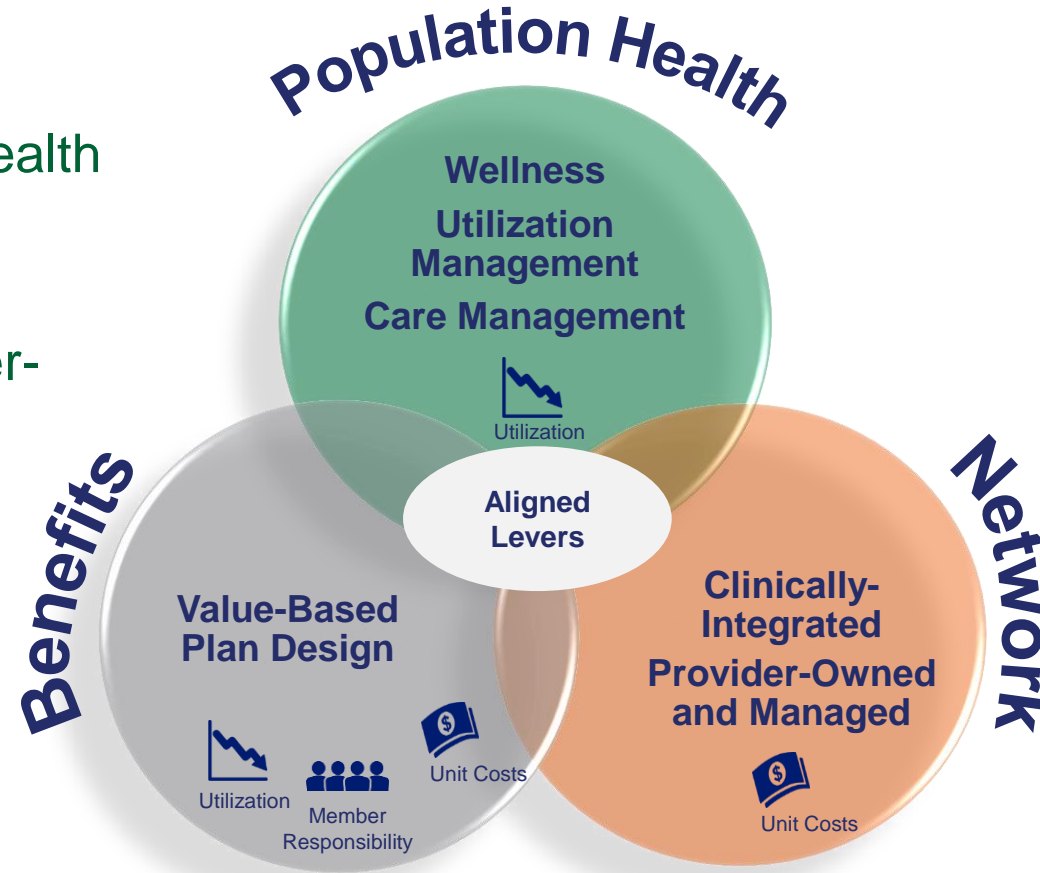 Population Health
ealth
er-
Wellness
Utilization
Management
Care Management
Utilization
Aligned
Levers
Benefits
Value-Based
Plan Design
Utilization
Member
Responsibility
$
Unit Costs
Network
Clinically-
Integrated
Provider-Owned
and Managed
$
Unit Costs